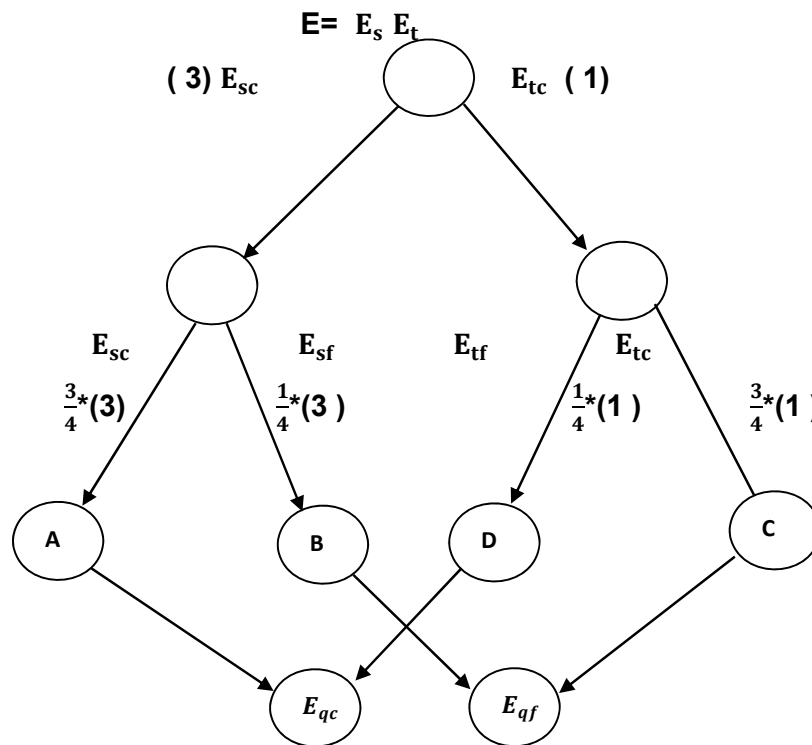 E= E_s E_t
( 3) E_sc E_tc ( 1)
E_sc E_sf E_tf E_tc
3/4*(3) 1/4*(3 ) 1/4*(1 ) 3/4*(1 )
A B D C
E_qc E_qf